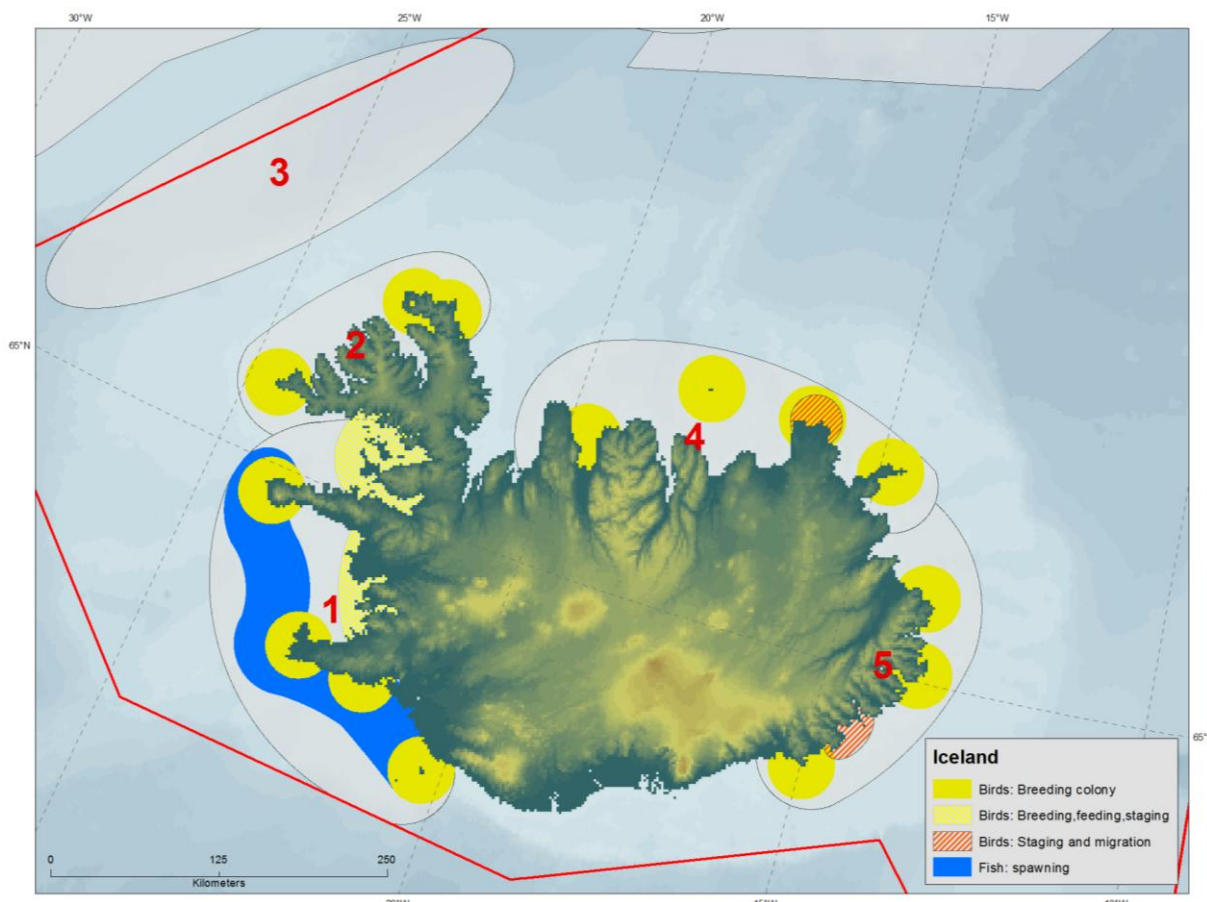 30°W
25°W
20°W
15°W
3
65°N
2
4
1
5
65°
Iceland
Birds: Breeding colony
Birds: Breeding,feeding,staging
Birds: Staging and migration
Fish: spawning
0
125
250
Kilometers